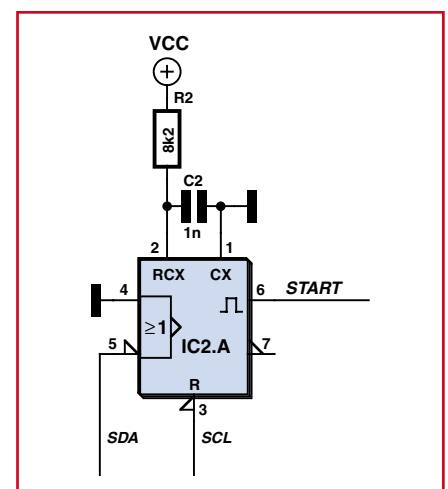 VCC
+
R2
8k2
C2
1n
2 1
RCX CX
4 6 START
≥1
5 IC2.A 7
R
3
SDA SCL